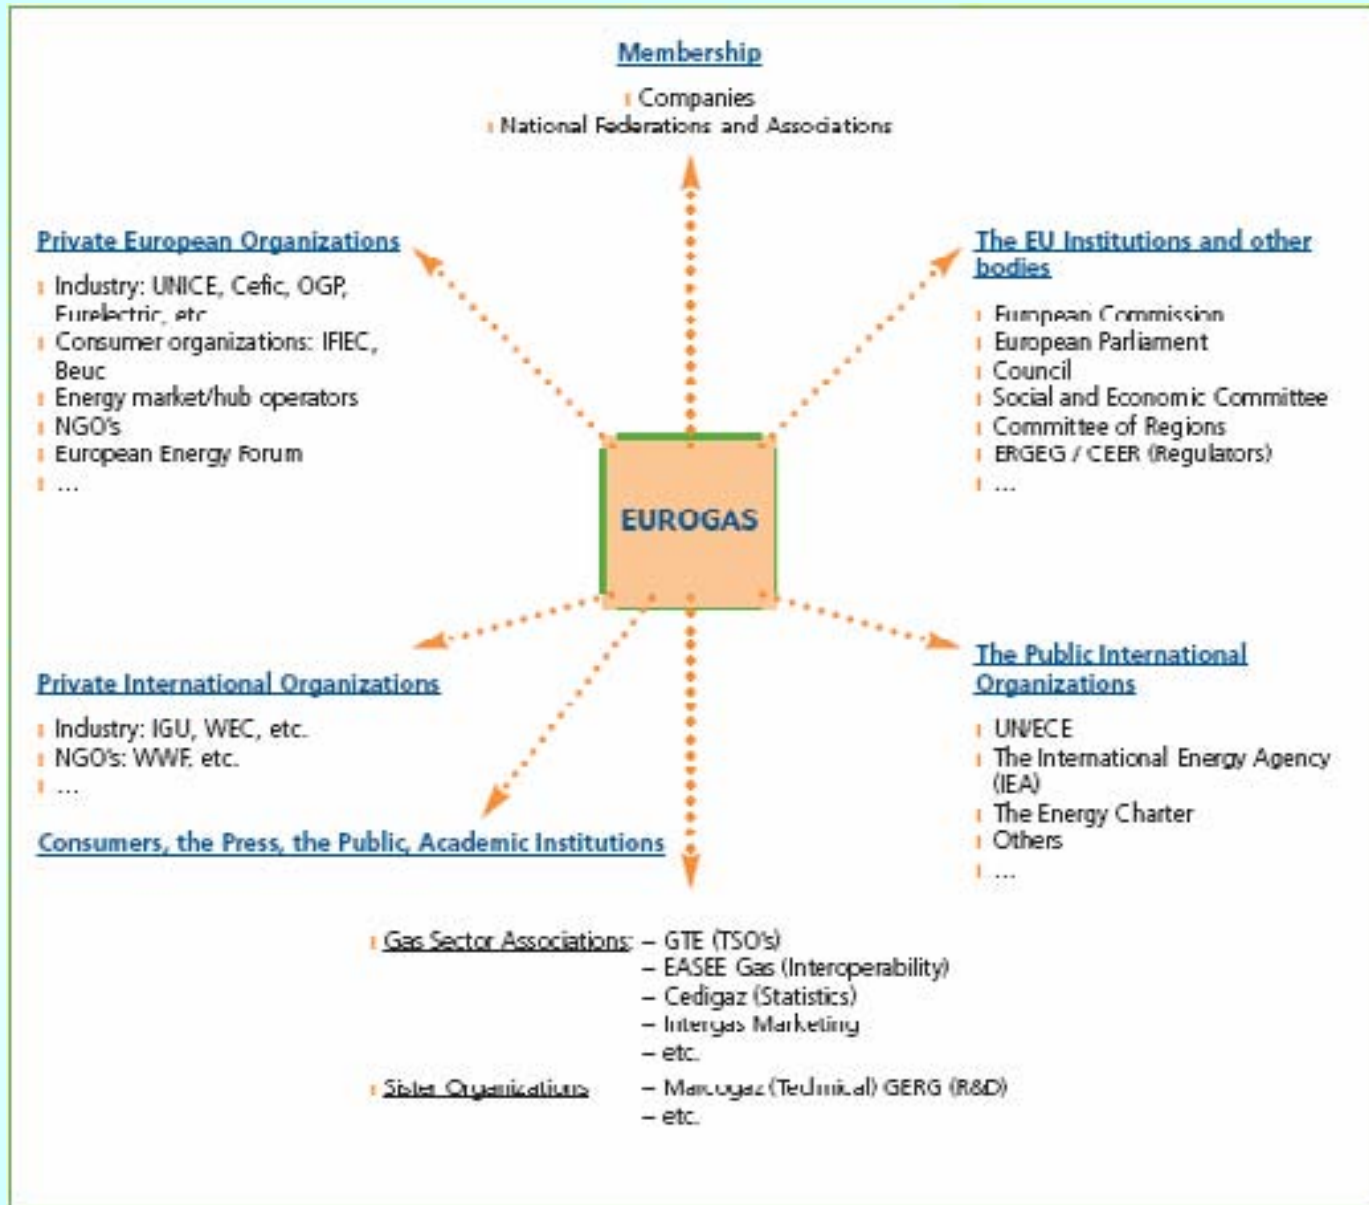 Membership
Companies
National Federations and Associations
Private European Organizations
Industry: UNICE, Cefic, OGP,
Eurelectric, etc
Consumer organizations: IFIEC,
Beuc
Energy market/hub operators
NGO's
European Energy Forum
...
The EU Institutions and other
bodies
European Commission
European Parliament
Council
Social and Economic Committee
Committee of Regions
ERGEG / CEER (Regulators)
...
EUROGAS
Private International Organizations
Industry: IGU, WEC, etc.
NGO's: WWF, etc.
...
The Public International
Organizations
UN/ECE
The International Energy Agency
(IEA)
The Energy Charter
Others
...
Consumers, the Press, the Public, Academic Institutions
Gas Sector Associations: – GTE (TSO's)
– EASEE Gas (Interoperability)
– Cedigaz (Statistics)
– Intergas Marketing
– etc.
Sister Organizations – Marcogaz (Technical) GERG (R&D)
– etc.